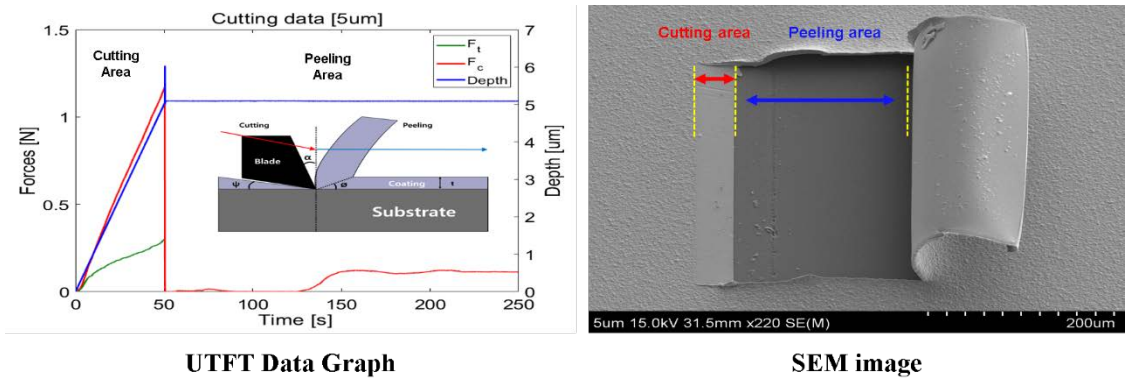 Cutting data [5um]
1.5
1
0.5
0
Forces [N]
7
6
5
4
3
2
1
0
Depth [um]
Cutting
Area
Peeling
Area
F_t
F_c
Depth
Cutting
Peeling
α
Blade
ψ
ø
Coating
t
Substrate
0
50
100
150
200
250
Time [s]
UTFT Data Graph
Cutting area
Peeling area
5um 15.0kV 31.5mm x220 SE(M)
200um
SEM image